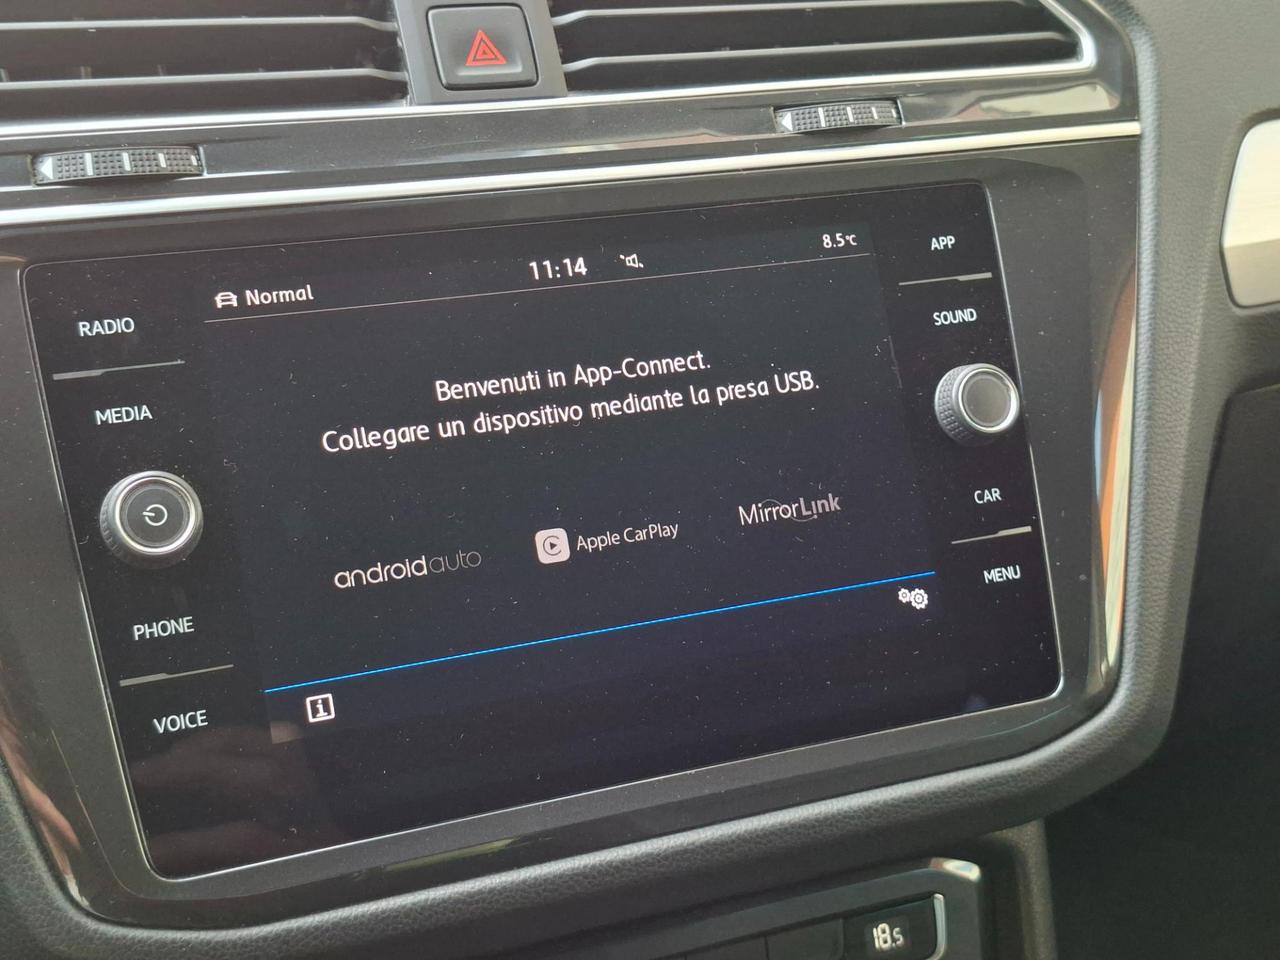 Normal
11:14
8.5°C
APP
RADIO
SOUND
MEDIA
Benvenuti in App-Connect.
Collegare un dispositivo mediante la presa USB.
CAR
androidauto
Apple CarPlay
MirrorLink
MENU
PHONE
VOICE
i
18.5